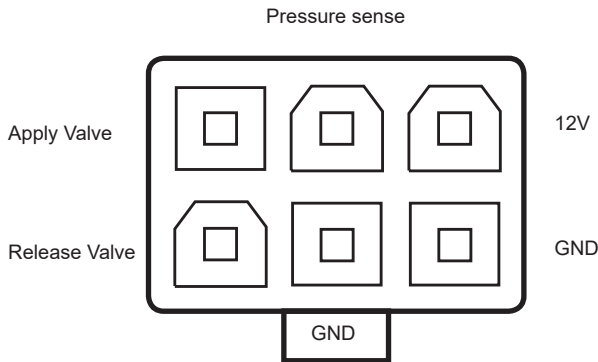 Pressure sense
Apply Valve
12V
Release Valve
GND
GND